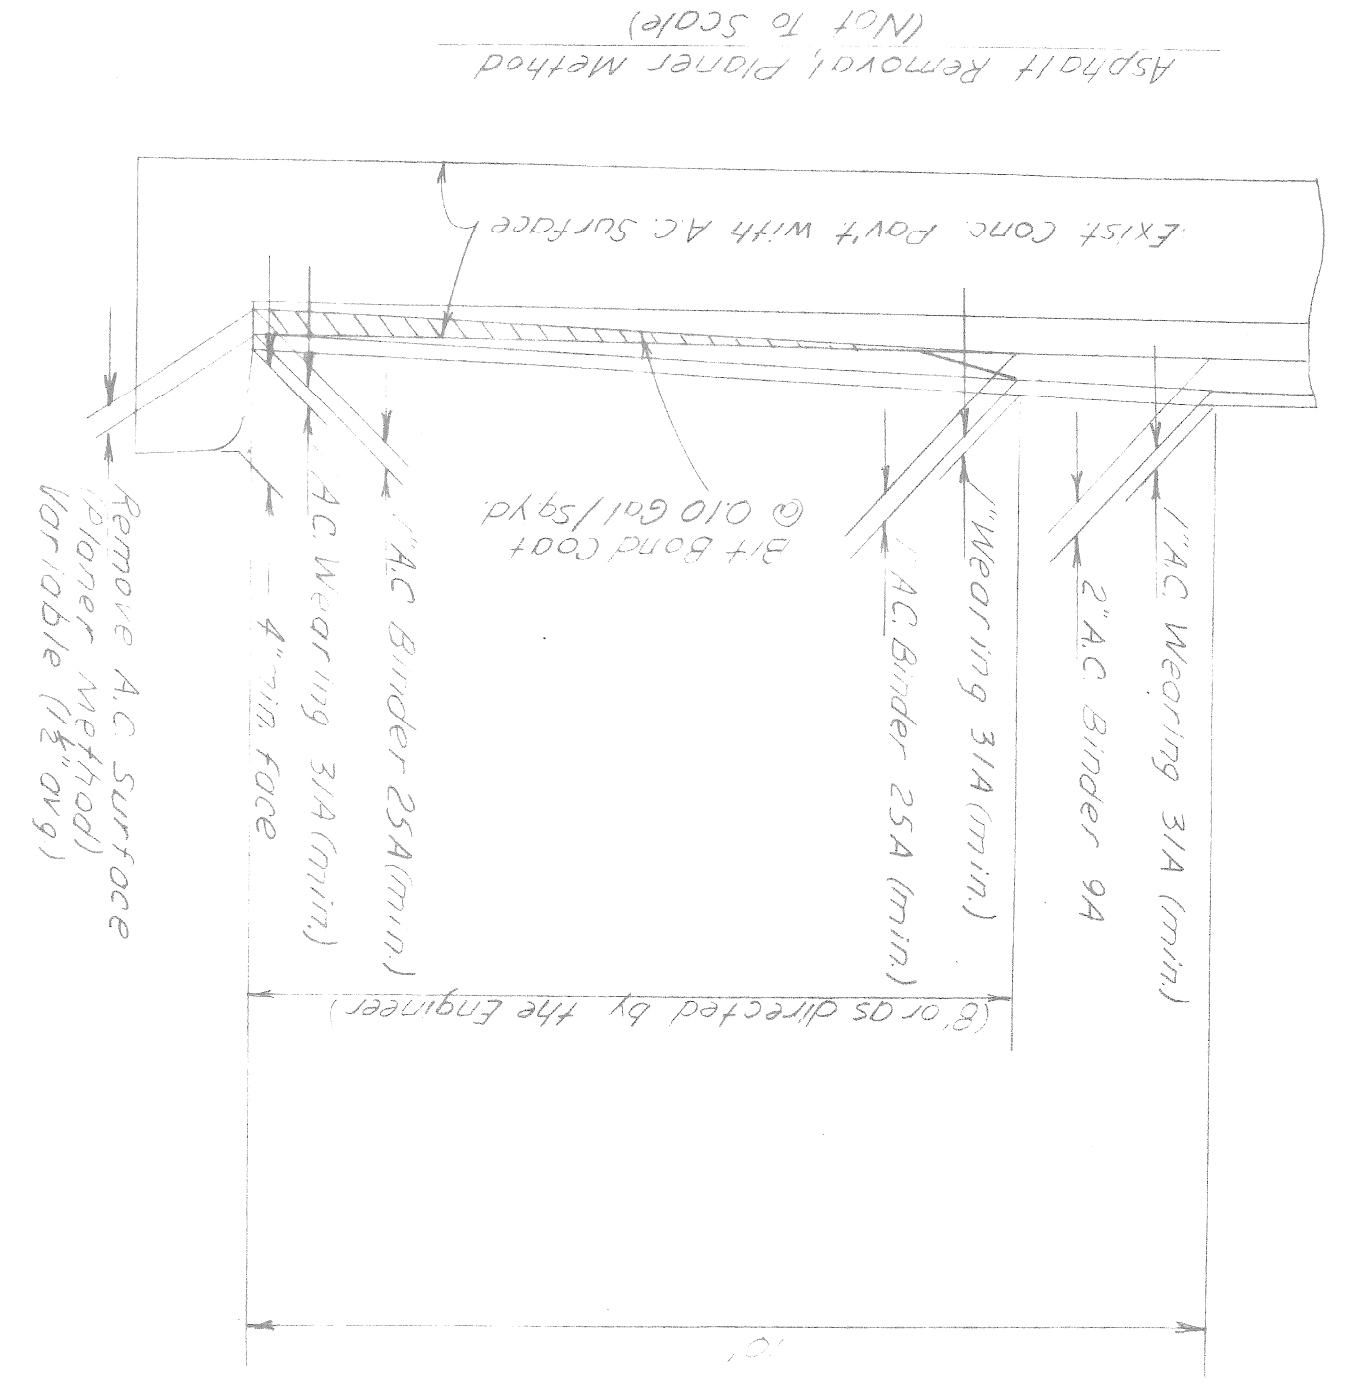 10'
(8' or as directed by the Engineer)
1" A.C. Wearing 31A (min.)
2" A.C. Binder 9A
1" Wearing 31A (min.)
1" A.C. Binder 25A (min.)
Bit Bond Coat
@ 0.10 Gal/Sq.yd.
1" A.C. Binder 25A (min.)
1" A.C. Wearing 31A (min.)
4" min. face
Remove A.C. Surface
(Planer Method)
Variable (1½" avg.)
Exist. Conc. Pav't. with A.C. Surface
Asphalt Removal, Planer Method
(Not To Scale)